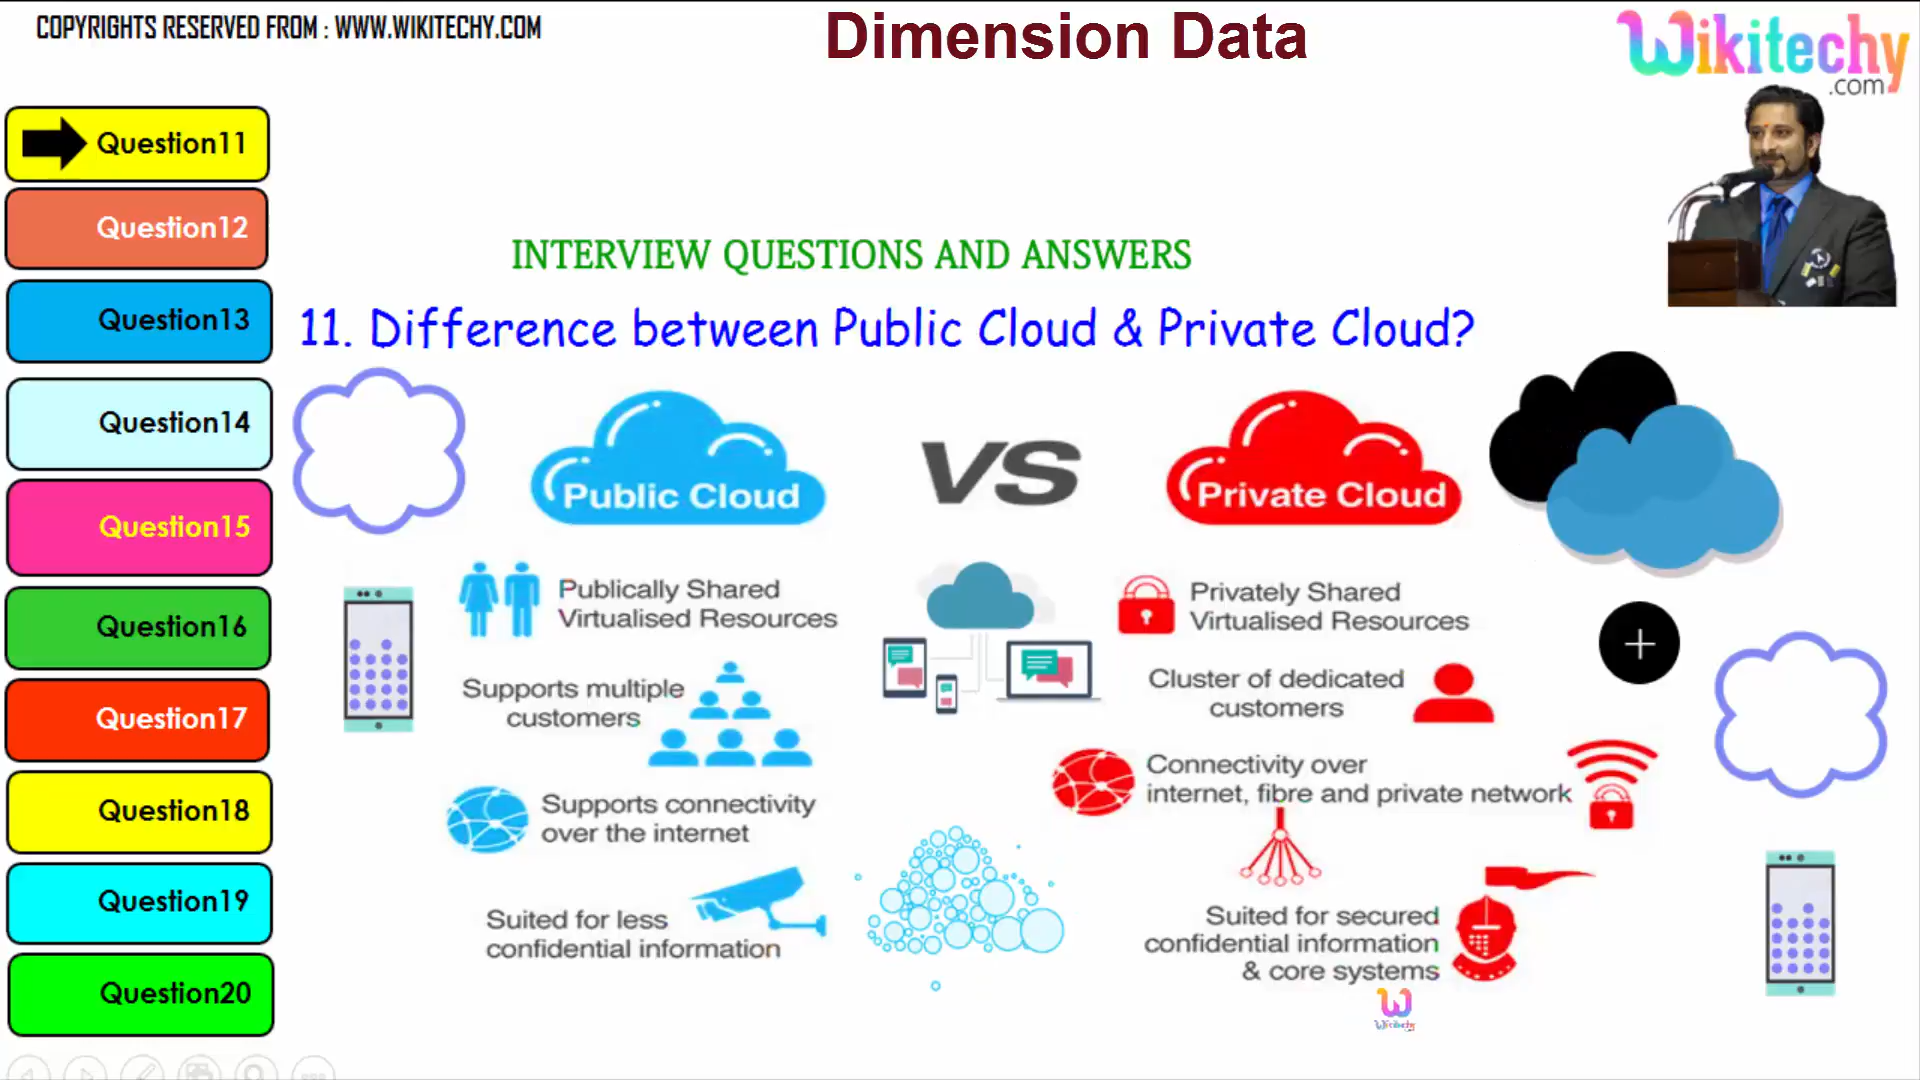 COPYRIGHTS RESERVED FROM : WWW.WIKITECHY.COM
Dimension Data
Wikitechy
.com
Question11
Question12
Question13
Question14
Question15
Question16
Question17
Question18
Question19
Question20
INTERVIEW QUESTIONS AND ANSWERS
11. Difference between Public Cloud & Private Cloud?
Public Cloud
VS
Private Cloud
Publically Shared
Virtualised Resources
Supports multiple
customers
Supports connectivity
over the internet
Suited for less
confidential information
Privately Shared
Virtualised Resources
Cluster of dedicated
customers
Connectivity over
internet, fibre and private network
Suited for secured
confidential information
& core systems
Wikitechy